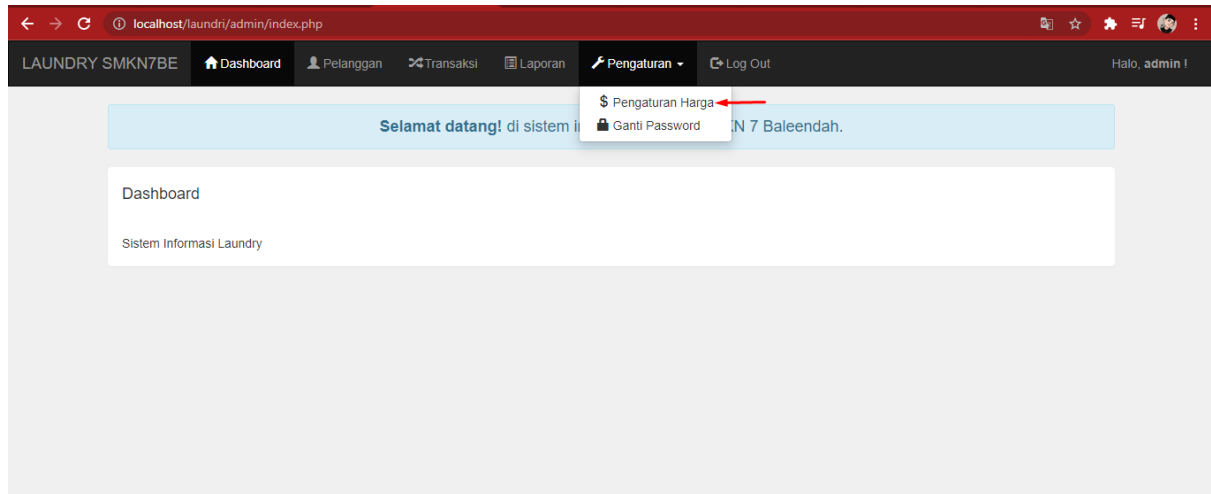 localhost/laundri/admin/index.php
LAUNDRY SMKN7BE Dashboard Pelanggan Transaksi Laporan Pengaturan Log Out Halo, admin !
$ Pengaturan Harga
Ganti Password
Selamat datang! di sistem 7 Baleendah.
Dashboard
Sistem Informasi Laundry